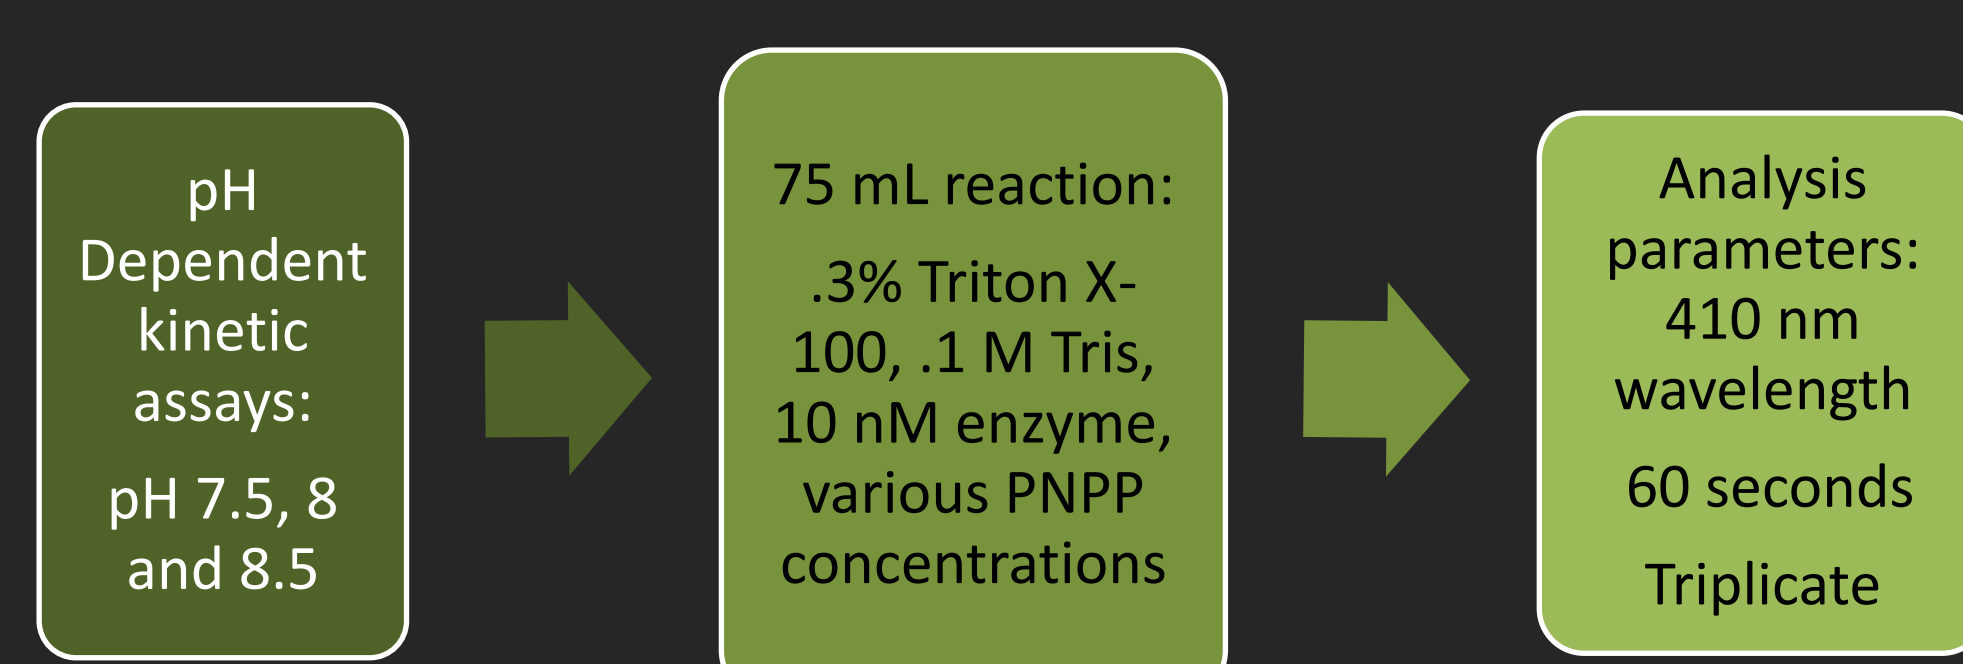 pH
Dependent
kinetic
assays:
pH 7.5, 8
and 8.5
75 mL reaction:
.3% Triton X-
100, .1 M Tris,
10 nM enzyme,
various PNPP
concentrations
Analysis
parameters:
410 nm
wavelength
60 seconds
Triplicate